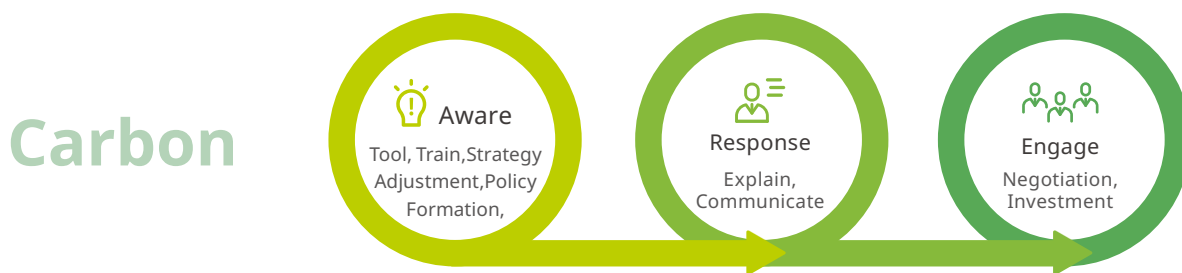 Carbon
Aware
Tool, Train,Strategy
Adjustment,Policy
Formation,
Response
Explain,
Communicate
Engage
Negotiation,
Investment